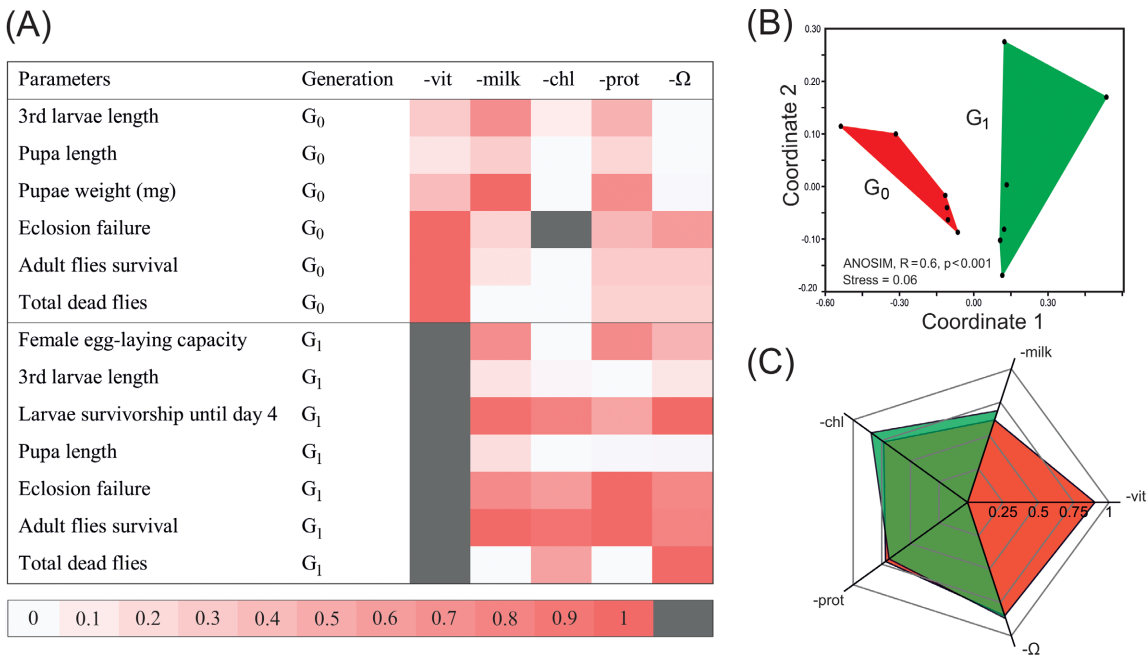 (A)
Parameters Generation -vit -milk -chl -prot -Ω
3rd larvae length G0
Pupa length G0
Pupae weight (mg) G0
Eclosion failure G0
Adult flies survival G0
Total dead flies G0
Female egg-laying capacity G1
3rd larvae length G1
Larvae survivorship until day 4 G1
Pupa length G1
Eclosion failure G1
Adult flies survival G1
Total dead flies G1
0 0.1 0.2 0.3 0.4 0.5 0.6 0.7 0.8 0.9 1
(B)
Coordinate 2
0.30
0.20
0.10
0.00
-0.10
-0.20
G1
G0
ANOSIM, R=0.6, p<0.001
Stress = 0.06
-0.60 -0.30 0.00 0.30
Coordinate 1
(C)
-milk
-chl
-vit
0.25 0.5 0.75 1
-prot
-Ω